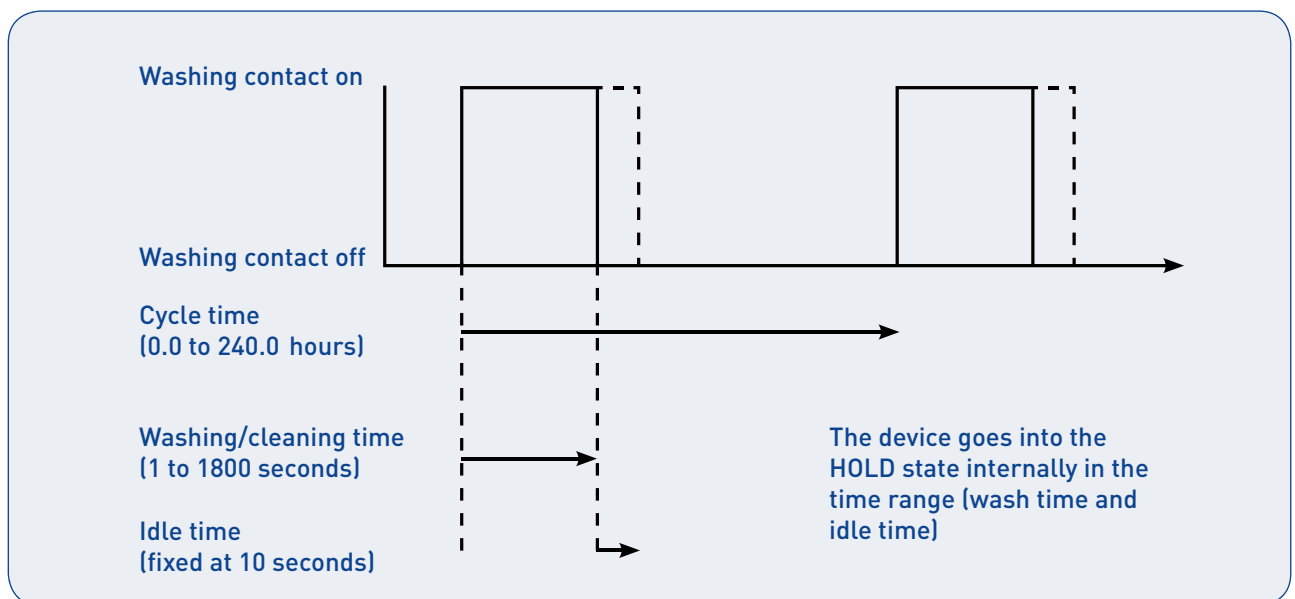 Washing contact on
Washing contact off
Cycle time
(0.0 to 240.0 hours)
Washing/cleaning time
(1 to 1800 seconds)
Idle time
(fixed at 10 seconds)
The device goes into the
HOLD state internally in the
time range (wash time and
idle time)